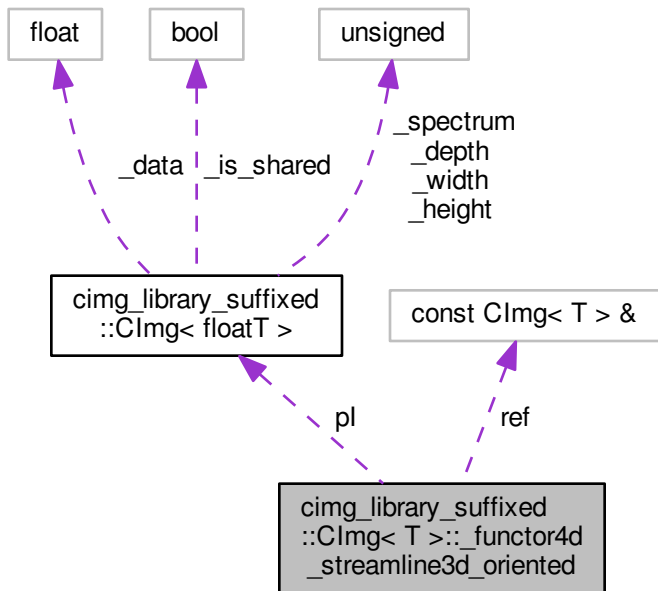 float
bool
unsigned
_data
_is_shared
_spectrum
_depth
_width
_height
cimg_library_suffixed
::CImg< floatT >
const CImg< T > &
pI
ref
cimg_library_suffixed
::CImg< T >::_functor4d
_streamline3d_oriented